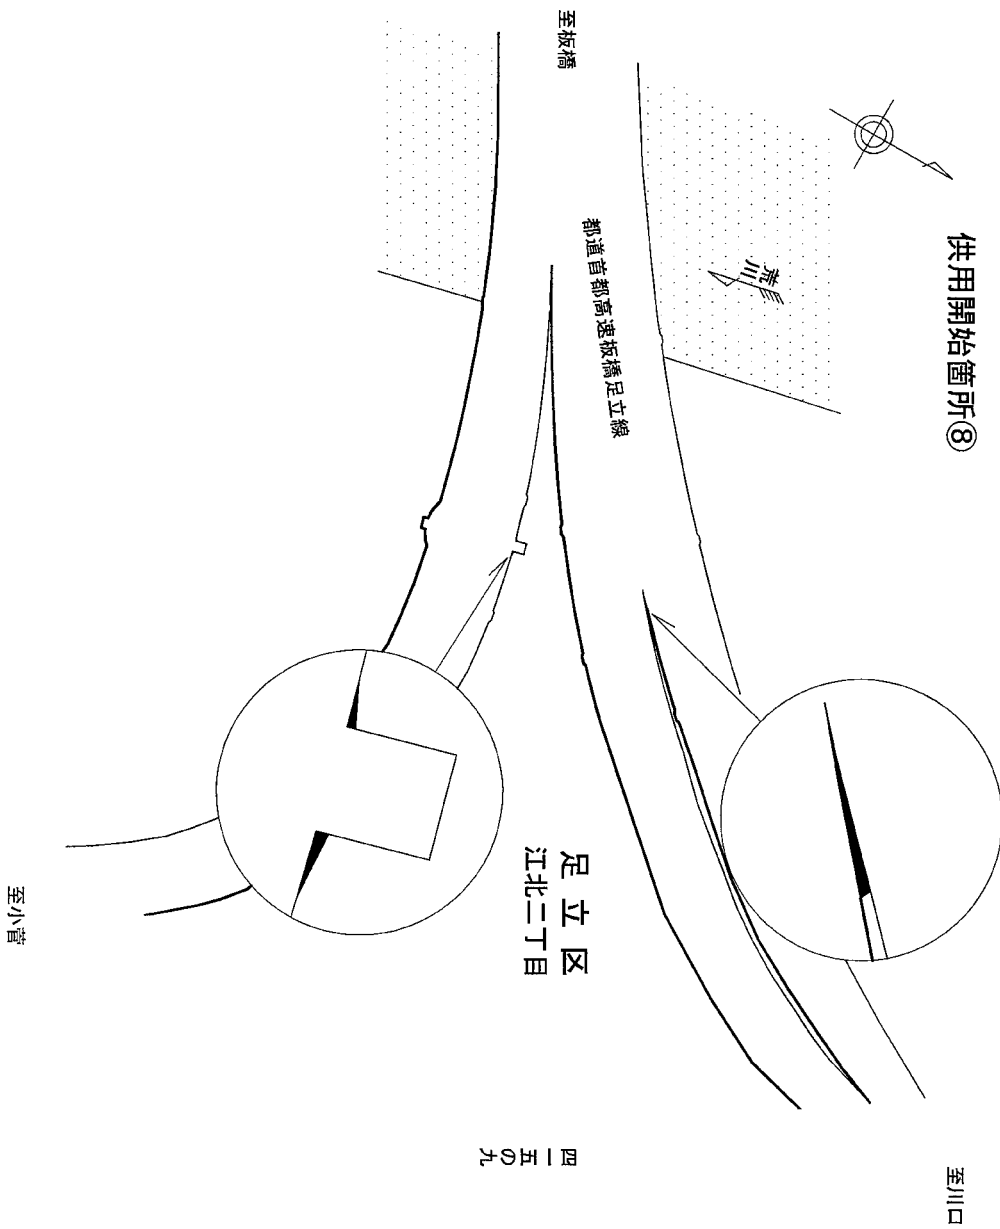 供用開始箇所⑧
至板橋
荒川
都道首都高速板橋足立線
足立区
江北二丁目
四一五の九
至小菅
至川口